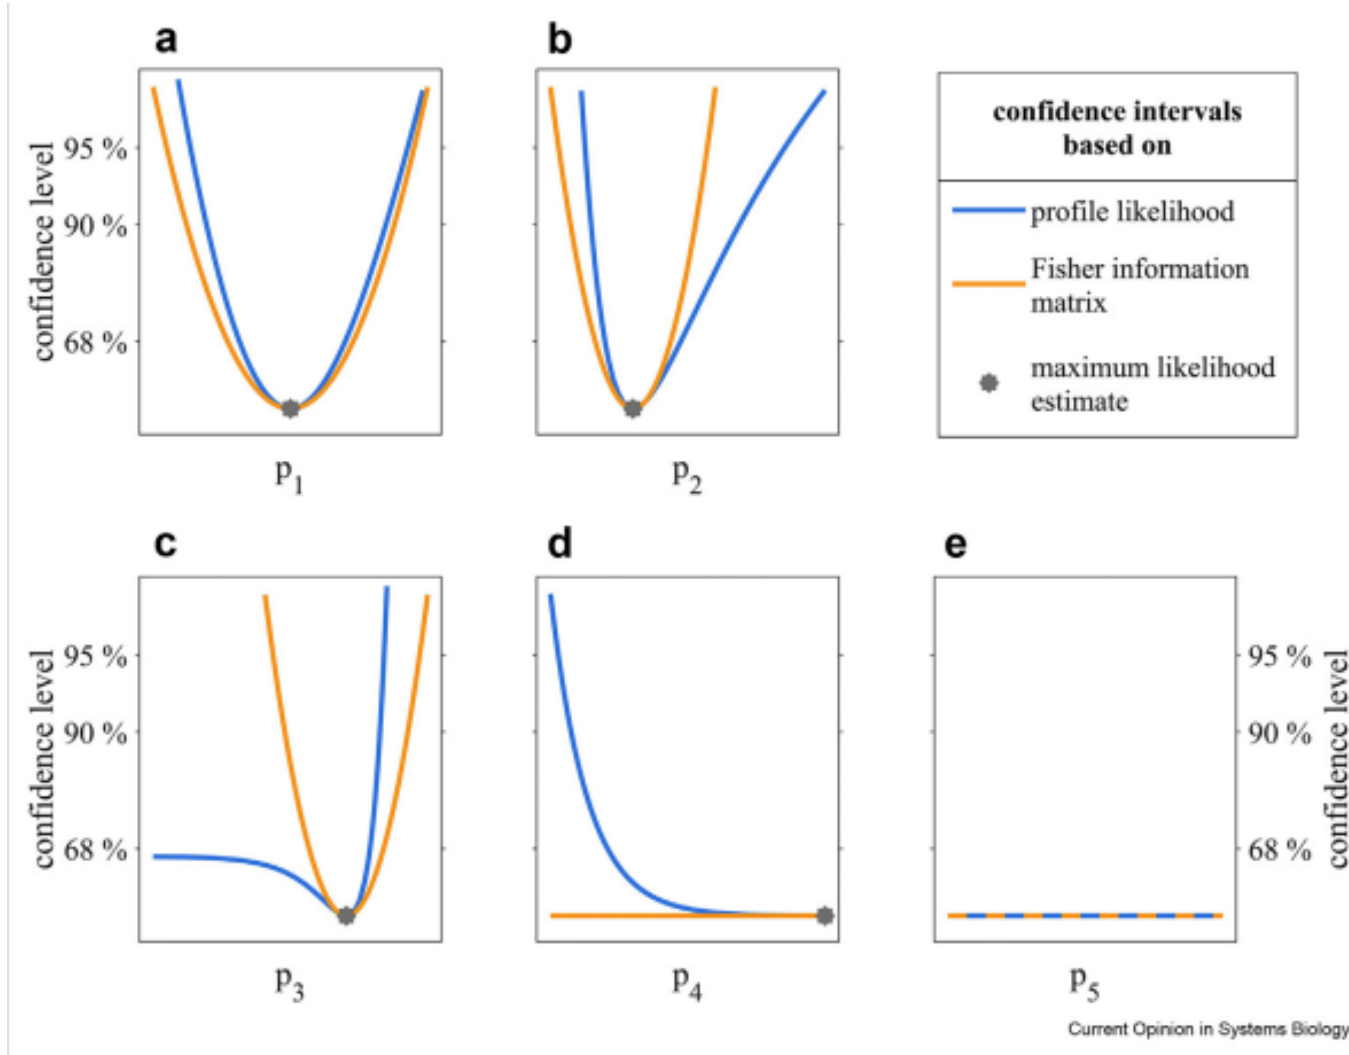 a
b
95 %
90 %
68 %
confidence level
p1
p2
confidence intervals
based on
profile likelihood
Fisher information
matrix
maximum likelihood
estimate
c
d
e
95 %
90 %
68 %
confidence level
95 %
90 %
68 %
confidence level
p3
p4
p5
Current Opinion in Systems Biology